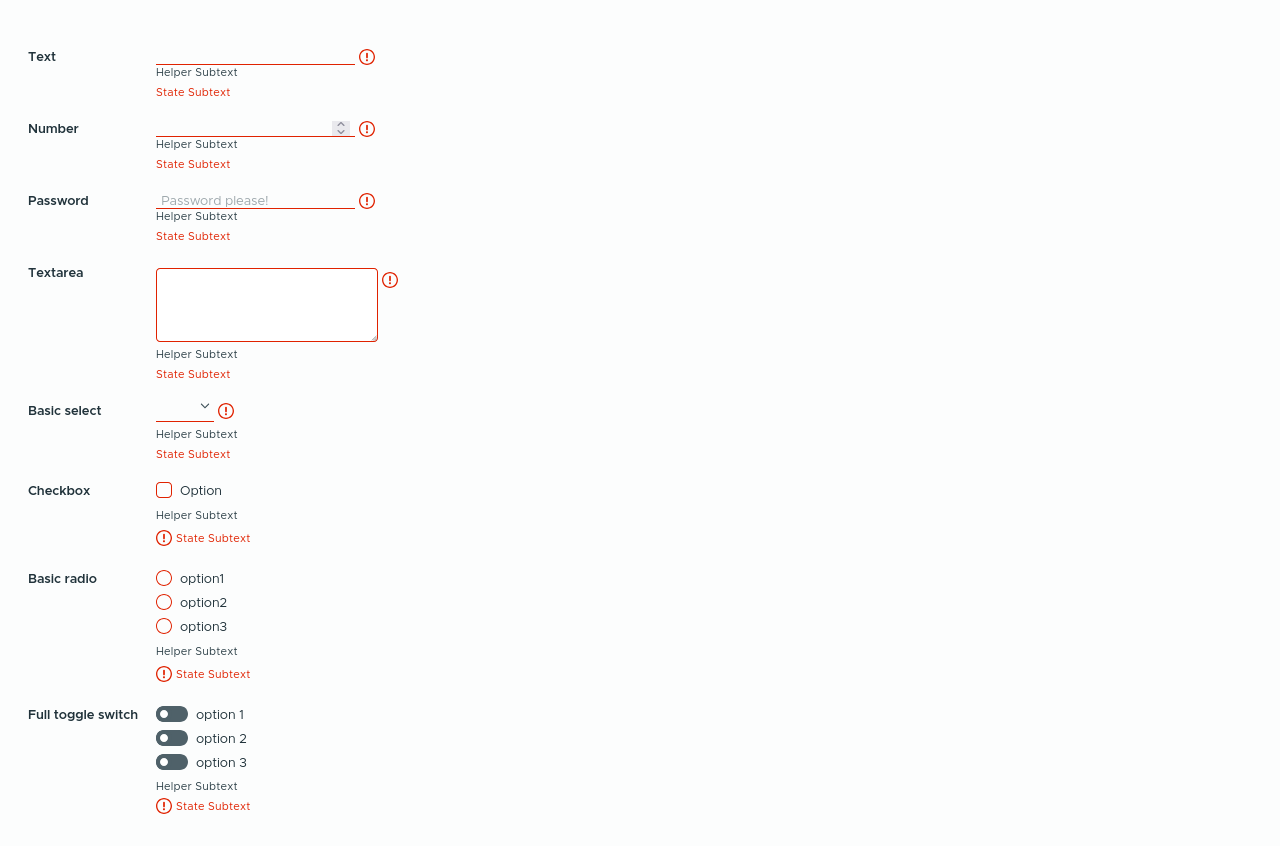 Text
Helper Subtext
State Subtext
Number
Helper Subtext
State Subtext
Password Password please!
Helper Subtext
State Subtext
Textarea
Helper Subtext
State Subtext
Basic select
Helper Subtext
State Subtext
Checkbox Option
Helper Subtext
State Subtext
Basic radio option1
option2
option3
Helper Subtext
State Subtext
Full toggle switch option 1
option 2
option 3
Helper Subtext
State Subtext